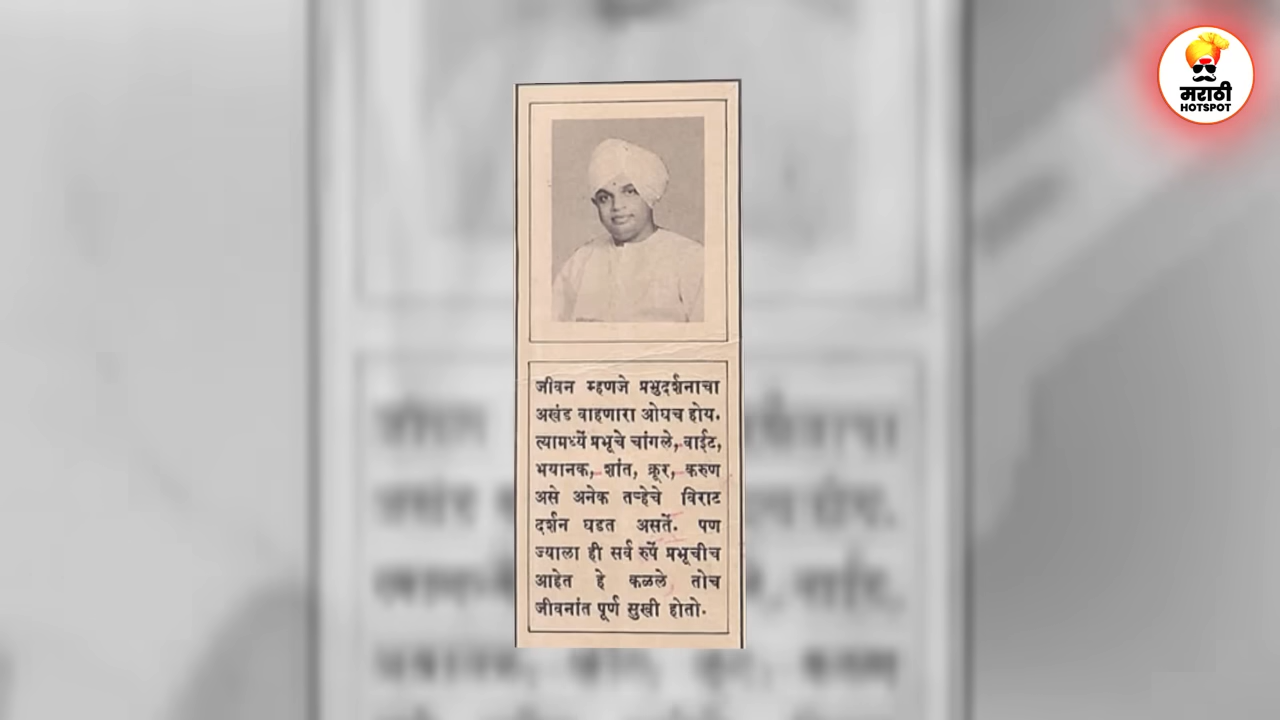 मराठी
HOTSPOT
जीवन म्हणजे प्रभुदर्शनाचा
अखंड वाहणारा ओघच होय.
त्यामध्यें प्रभूचे चांगले, वाईट,
भयानक, शांत, क्रूर, करुण
असे अनेक तऱ्हेचे विराट
दर्शन घडत असतें. पण
ज्याला ही सर्व रुपें प्रभूचीच
आहेत हे कळले तोच
जीवनांत पूर्ण सुखी होतो.